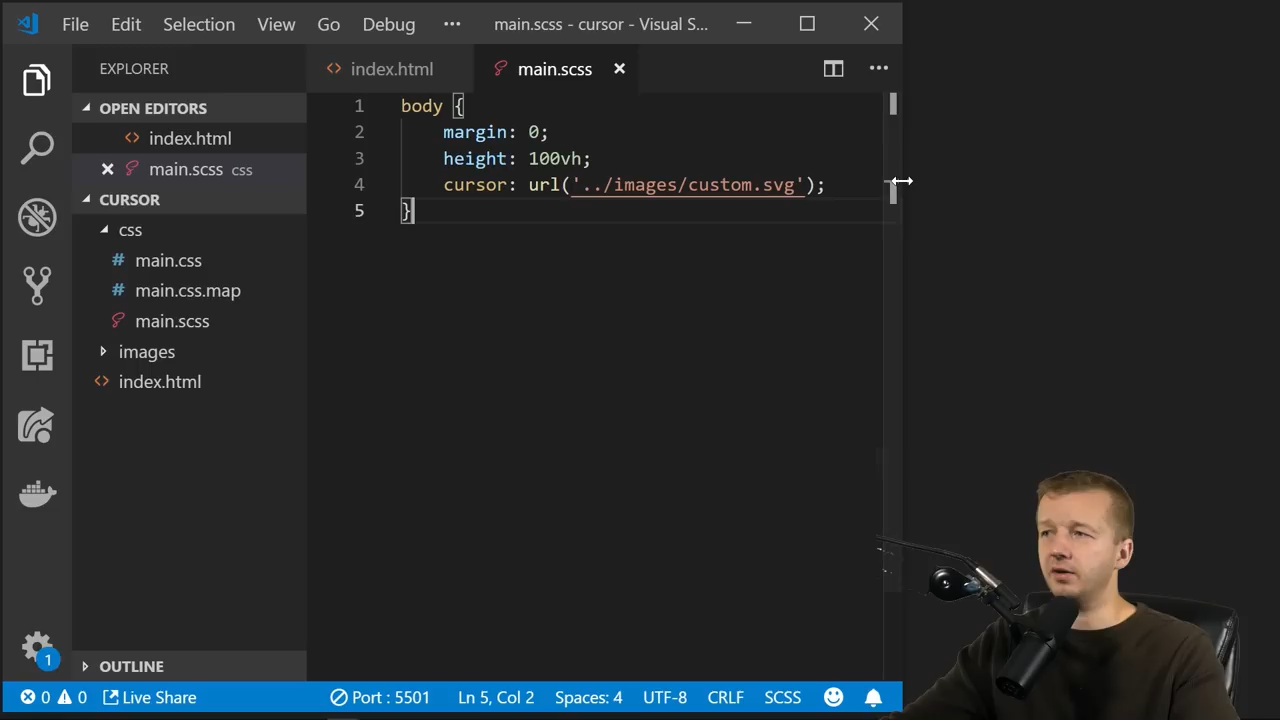 File Edit Selection View Go Debug ··· main.scss - cursor - Visual S...
EXPLORER
OPEN EDITORS
index.html
main.scss css
CURSOR
css
main.css
main.css.map
main.scss
images
index.html
OUTLINE
index.html main.scss
1 body {
2 margin: 0;
3 height: 100vh;
4 cursor: url('../images/custom.svg');
5 }
1
0 0 Live Share Port : 5501 Ln 5, Col 2 Spaces: 4 UTF-8 CRLF SCSS